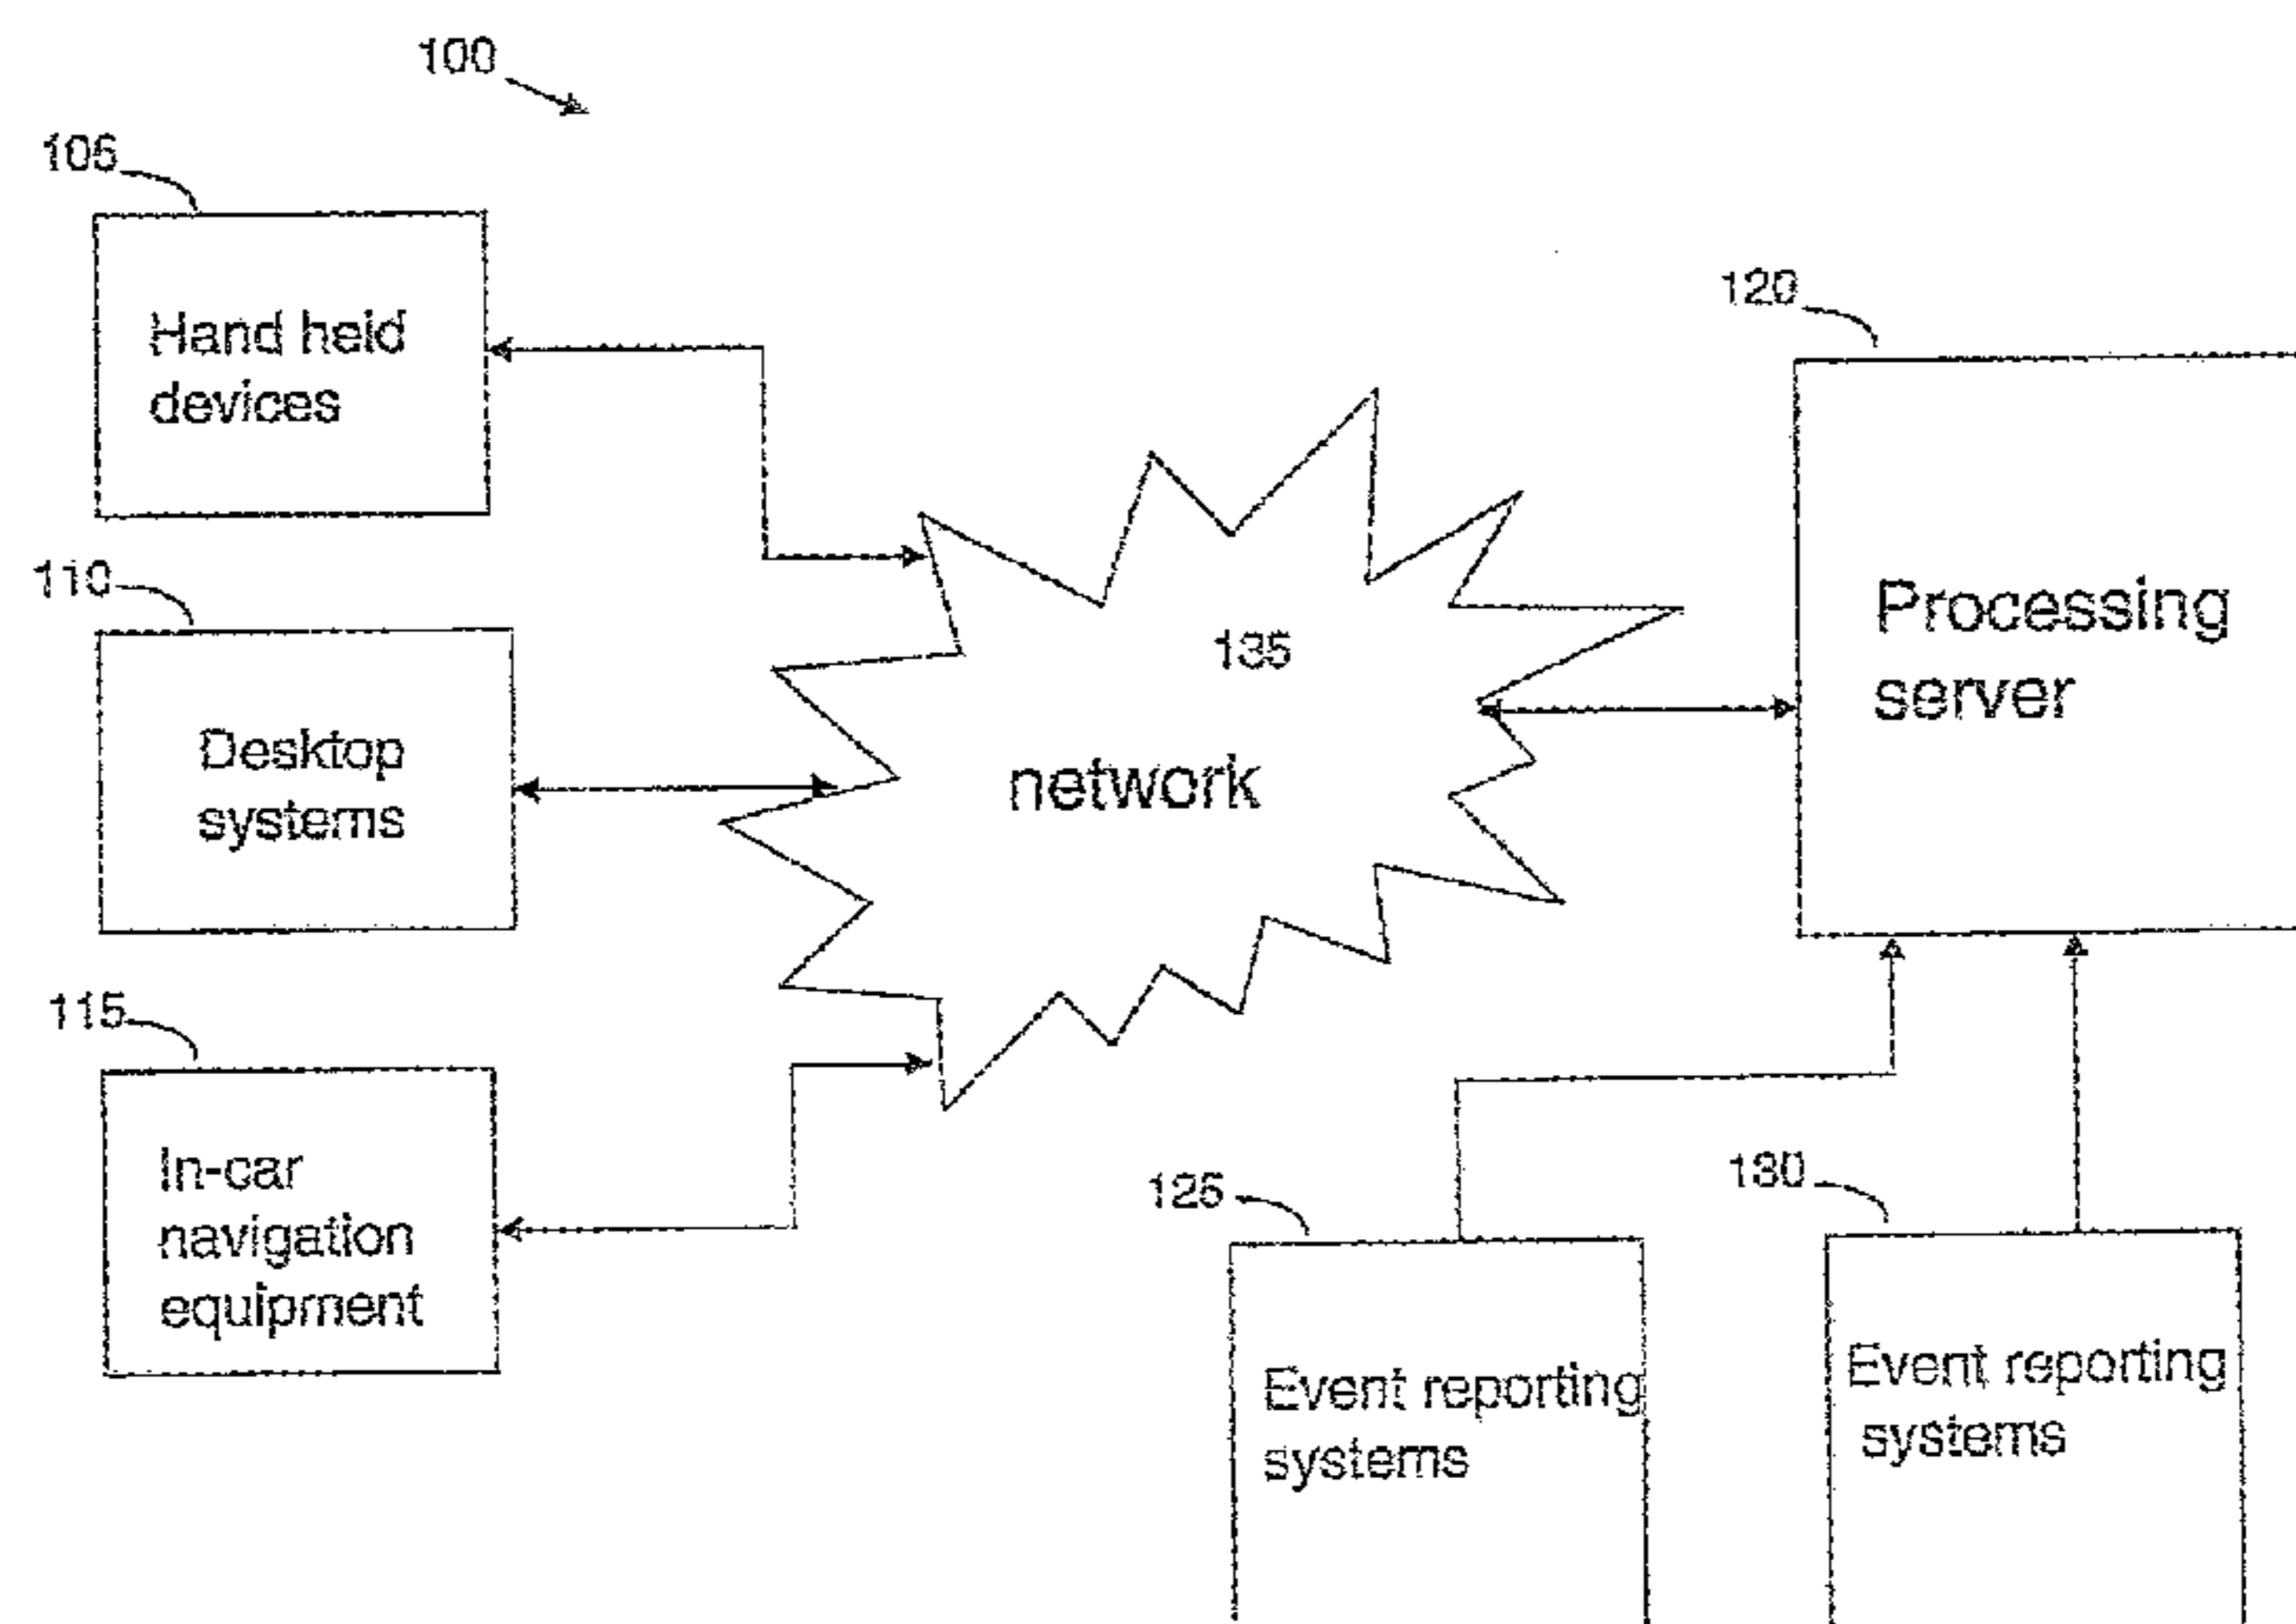 100
105
Hand held
devices
110
Desktop
systems
115
In-car
navigation
equipment
135
network
120
Processing
server
125
Event reporting
systems
130
Event reporting
systems